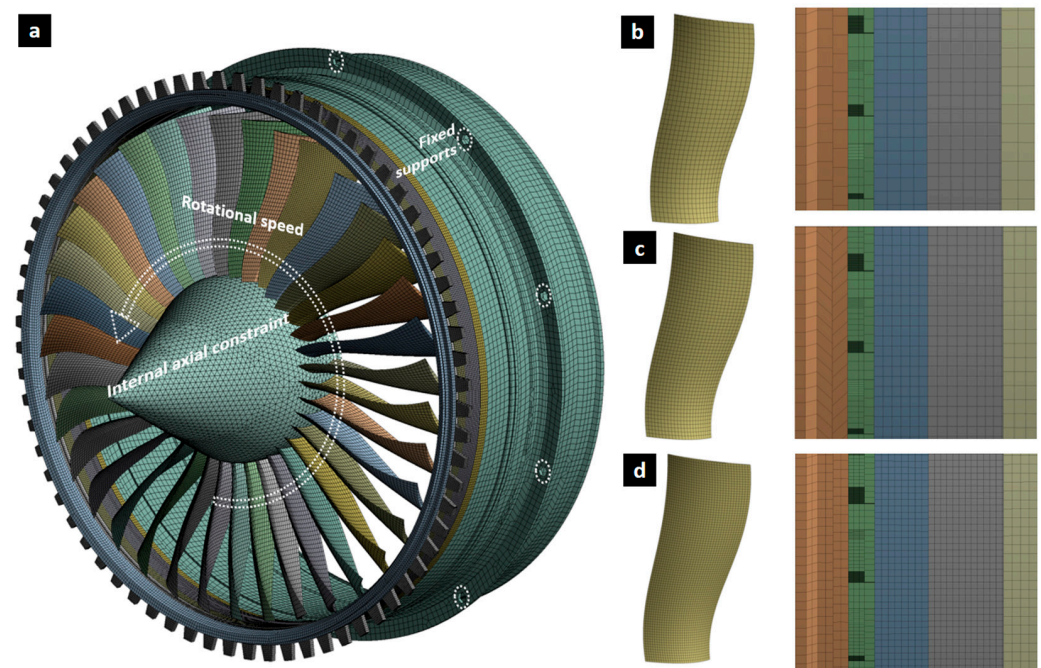 a
Fixed
supports
Rotational speed
Internal axial constraint
b
c
d